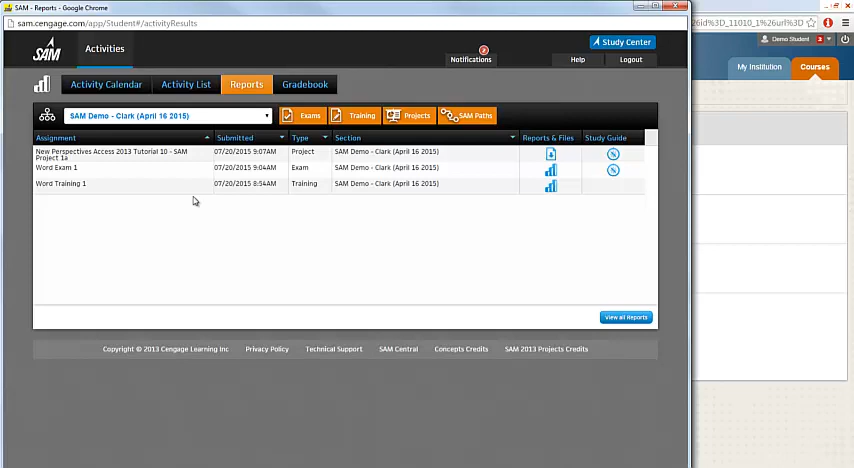 SAM - Reports - Google Chrome
sam.cengage.com/app/Student#/activityResults
SAM
Activities
2
Notifications
Study Center
Help
Logout
Activity Calendar
Activity List
Reports
Gradebook
SAM Demo - Clark (April 16 2015)
Exams
Training
Projects
SAM Paths
Assignment
Submitted
Type
Section
Reports & Files
Study Guide
New Perspectives Access 2013 Tutorial 10 - SAM
Project 1a
07/20/2015 9:07AM
Project
SAM Demo - Clark (April 16 2015)
Word Exam 1
07/20/2015 9:04AM
Exam
SAM Demo - Clark (April 16 2015)
Word Training 1
07/20/2015 8:54AM
Training
SAM Demo - Clark (April 16 2015)
View all Reports
Copyright © 2013 Cengage Learning Inc
Privacy Policy
Technical Support
SAM Central
Concepts Credits
SAM 2013 Projects Credits
%26id%3D_11010_1%26url%3D
Demo Student
2
My Institution
Courses